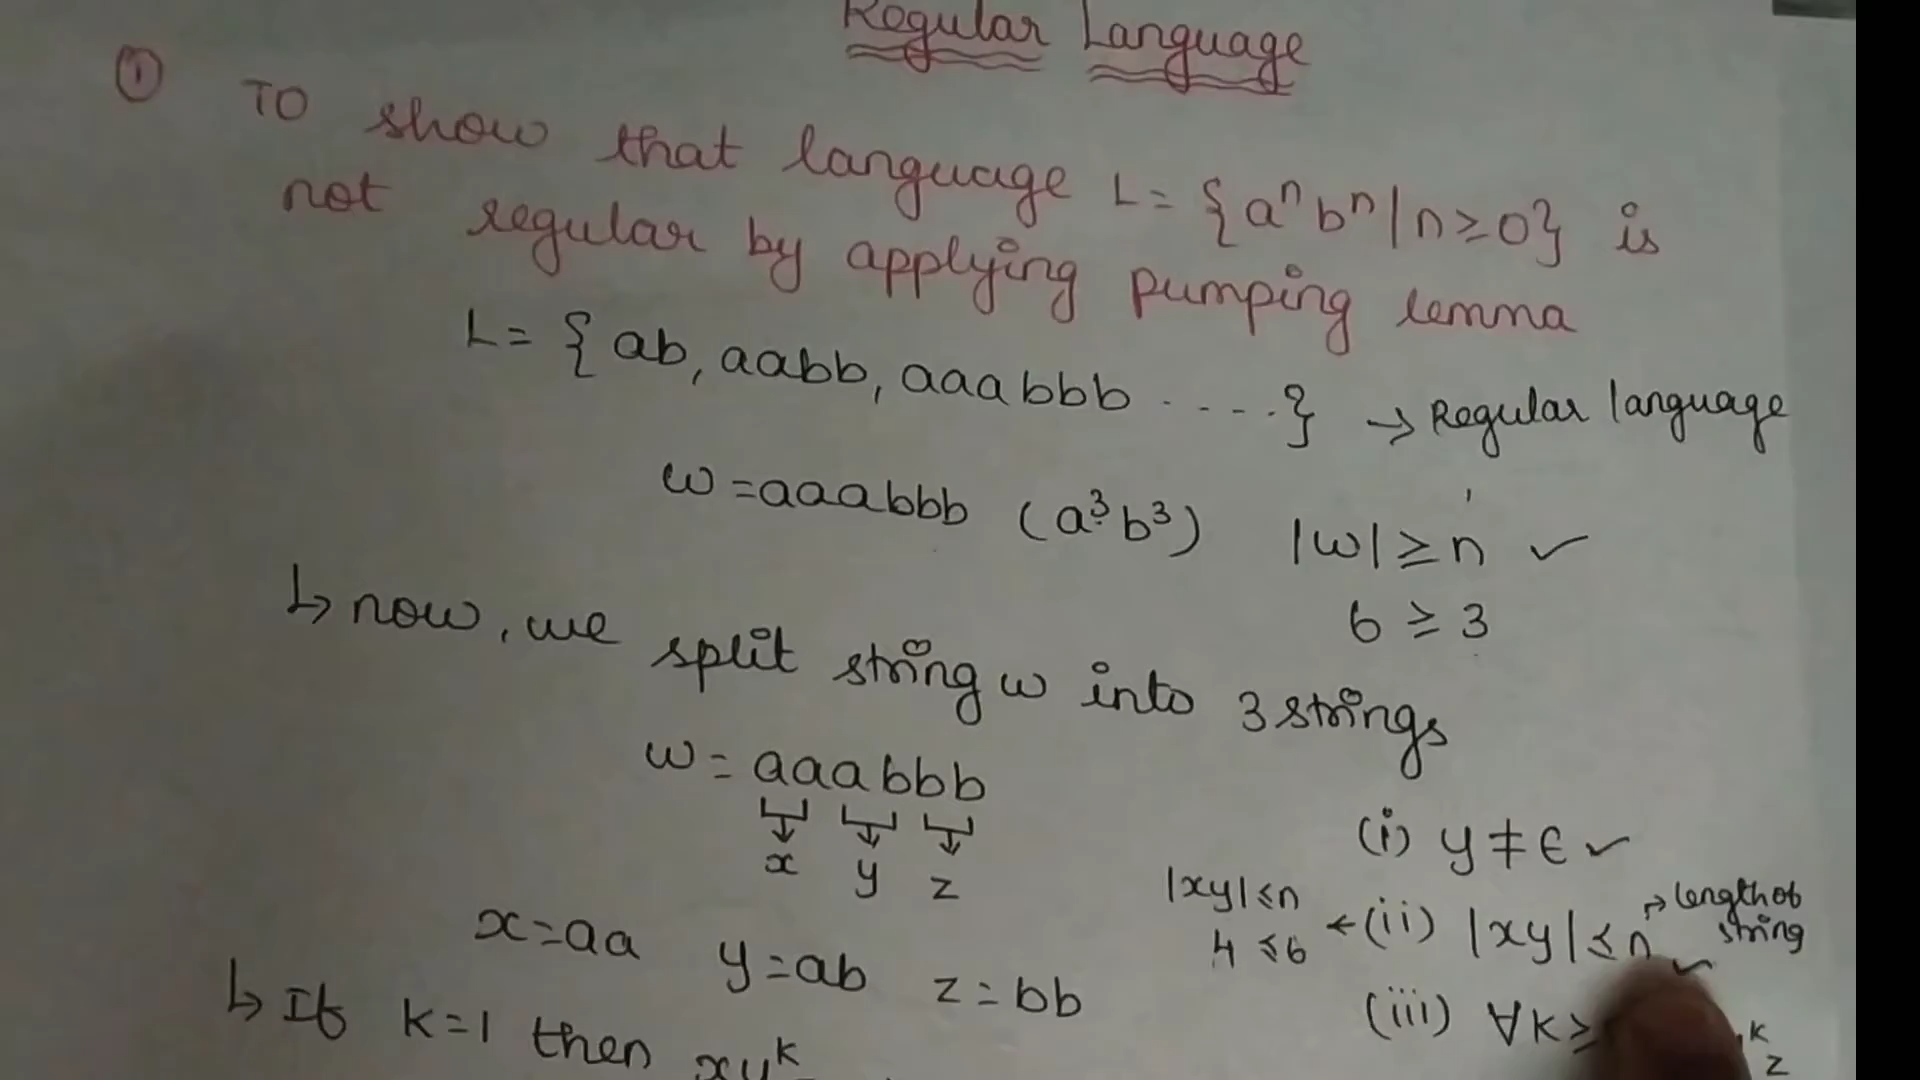 Regular Language
① TO show that language L = {aⁿbⁿ | n ≥ 0} is
not regular by applying pumping lemma
L = { ab, aabb, aaabbb ..... } → Regular language
w = aaabbb (a³b³) |w| ≥ n ✓
6 ≥ 3
↳ now, we split string w into 3 strings
w = aaabbb
x y z
(i) y ≠ ϵ ✓
|xy| ≤ n ← (ii) |xy| ≤ n ✓ → length of string
4 ≤ 6
x = aa y = ab z = bb
(iii) ∀k ≥
k
z
↳ If k = 1 then xyᵏ